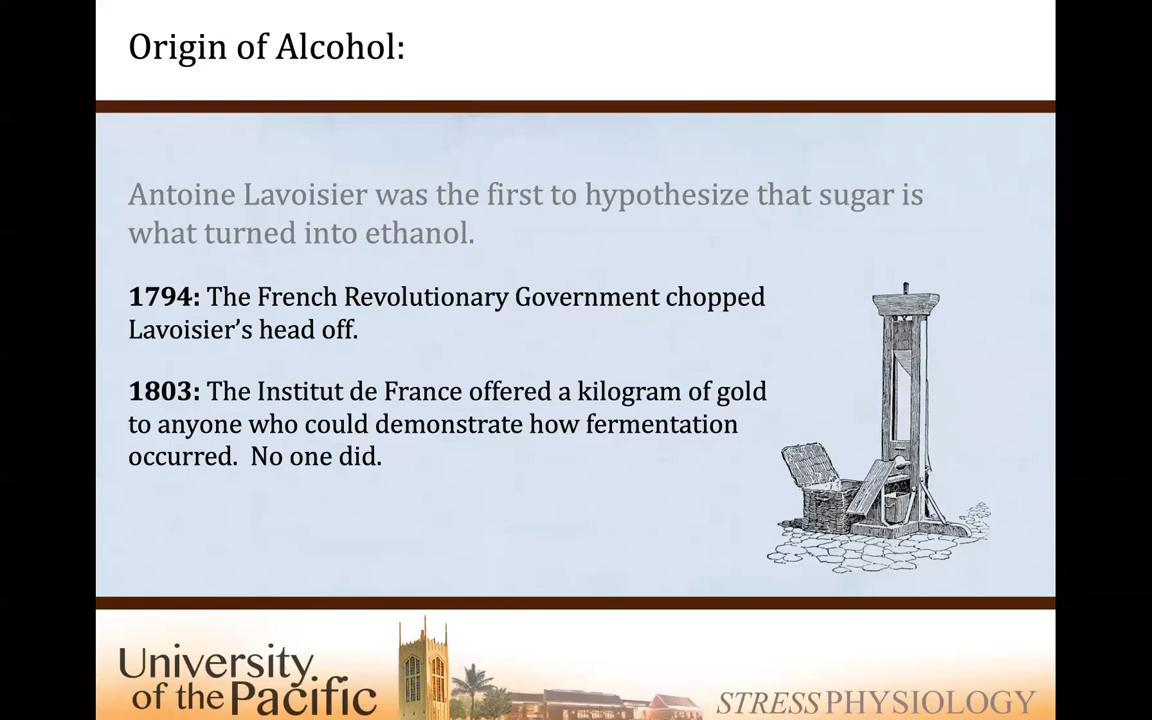 Origin of Alcohol:
Antoine Lavoisier was the first to hypothesize that sugar is
what turned into ethanol.
1794: The French Revolutionary Government chopped
Lavoisier’s head off.
1803: The Institut de France offered a kilogram of gold
to anyone who could demonstrate how fermentation
occurred.  No one did.
University
of the Pacific
STRESS PHYSIOLOGY